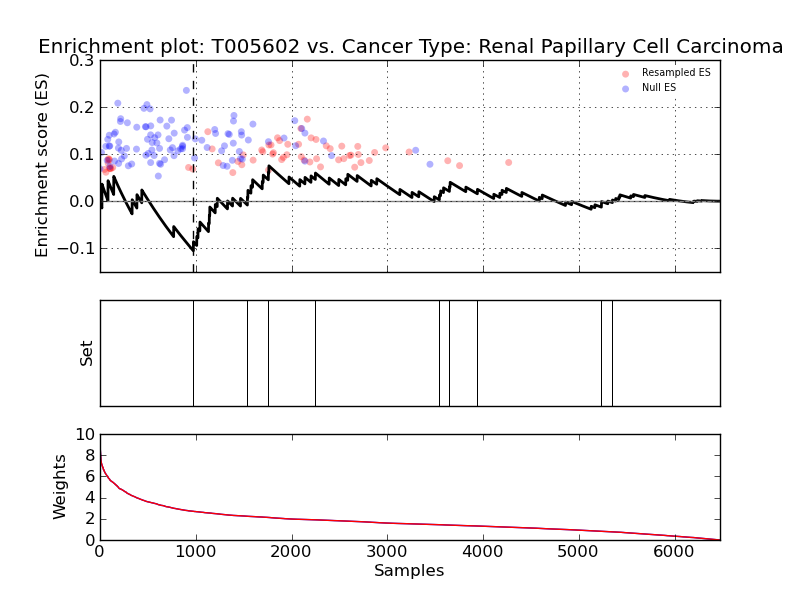 Enrichment plot: T005602 vs. Cancer Type: Renal Papillary Cell Carcinoma
Enrichment score (ES)
0.3
0.2
0.1
0.0
−0.1
Resampled ES
Null ES
Set
Weights
10
8
6
4
2
0
0 1000 2000 3000 4000 5000 6000
Samples